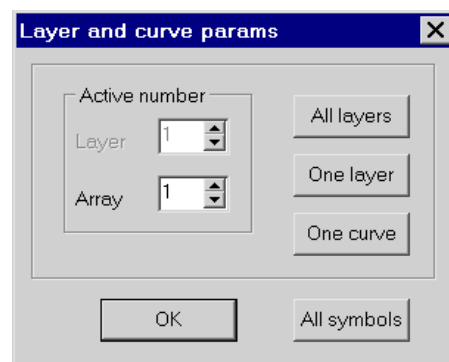 Layer and curve params
Active number
Layer 1
Array 1
All layers
One layer
One curve
OK
All symbols